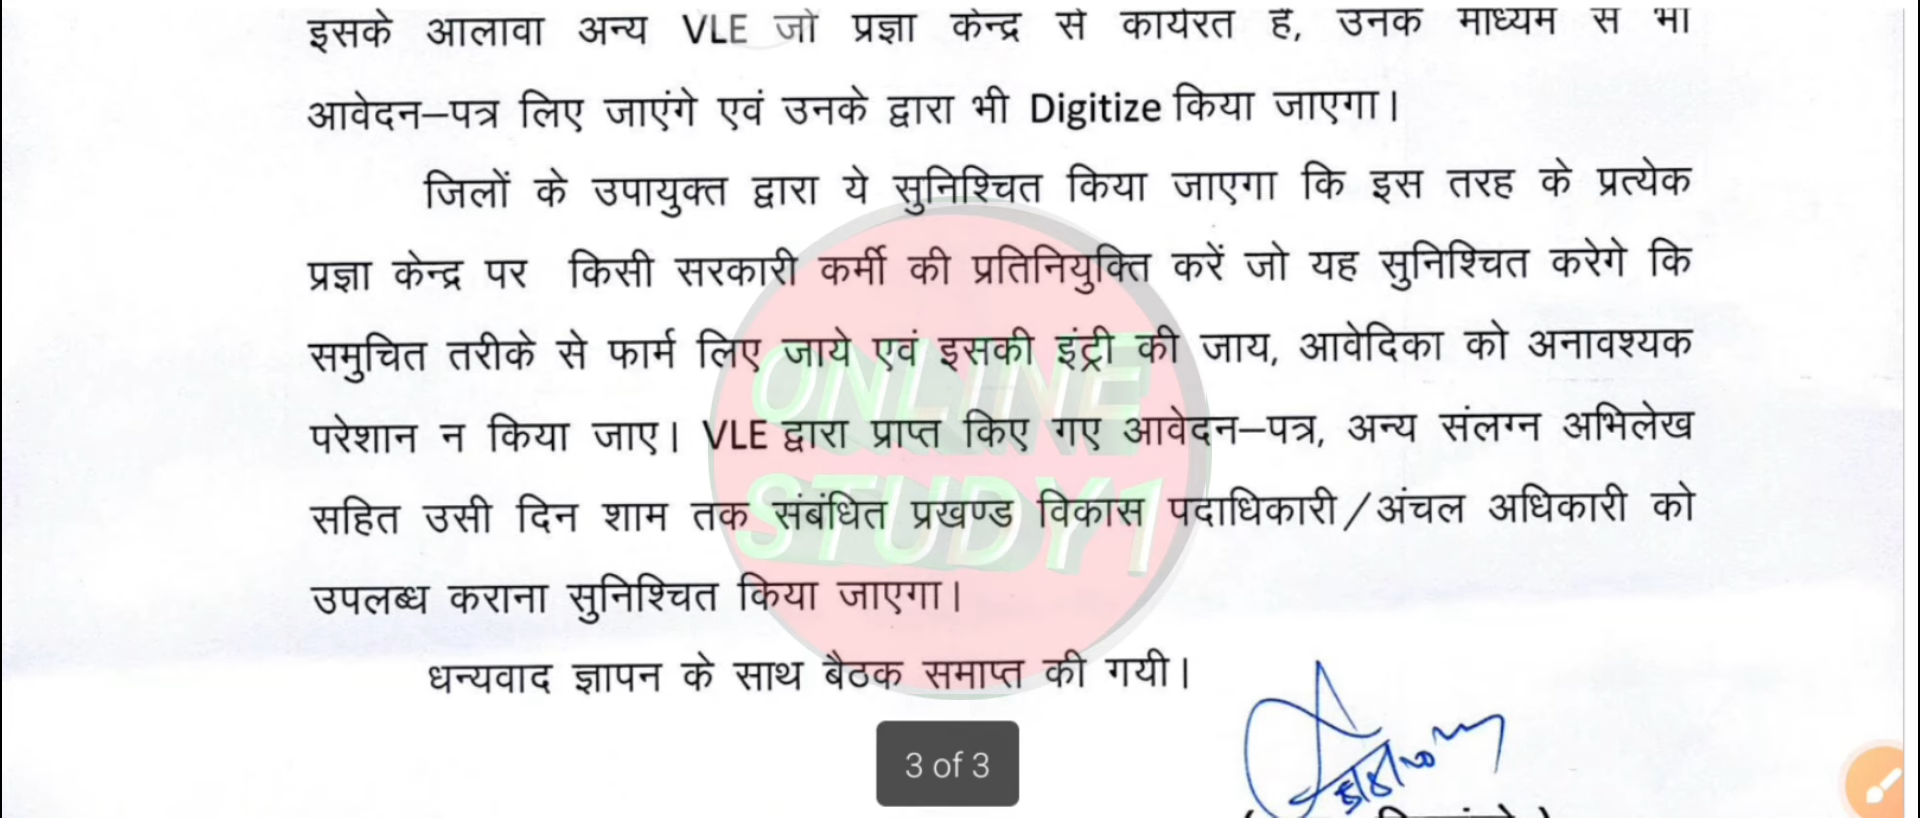 इसके आलावा अन्य VLE जो प्रज्ञा केन्द्र से कार्यरत है, उनके माध्यम से भी
आवेदन–पत्र लिए जाएंगे एवं उनके द्वारा भी Digitize किया जाएगा।
जिलों के उपायुक्त द्वारा ये सुनिश्चित किया जाएगा कि इस तरह के प्रत्येक
प्रज्ञा केन्द्र पर किसी सरकारी कर्मी की प्रतिनियुक्ति करें जो यह सुनिश्चित करेगे कि
समुचित तरीके से फार्म लिए जाये एवं इसकी इंट्री की जाय, आवेदिका को अनावश्यक
परेशान न किया जाए। VLE द्वारा प्राप्त किए गए आवेदन–पत्र, अन्य संलग्न अभिलेख
सहित उसी दिन शाम तक संबंधित प्रखण्ड विकास पदाधिकारी/अंचल अधिकारी को
उपलब्ध कराना सुनिश्चित किया जाएगा।
धन्यवाद ज्ञापन के साथ बैठक समाप्त की गयी।
ONLINE
STUDY1
3 of 3